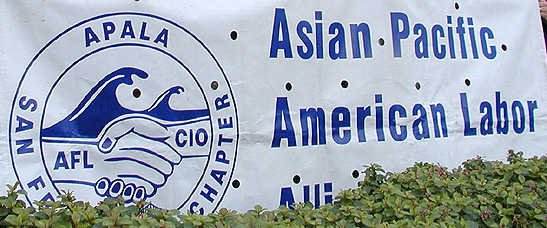 APALA
SAN
CHAPTER
AFL
CIO
Asian Pacific
American Labor